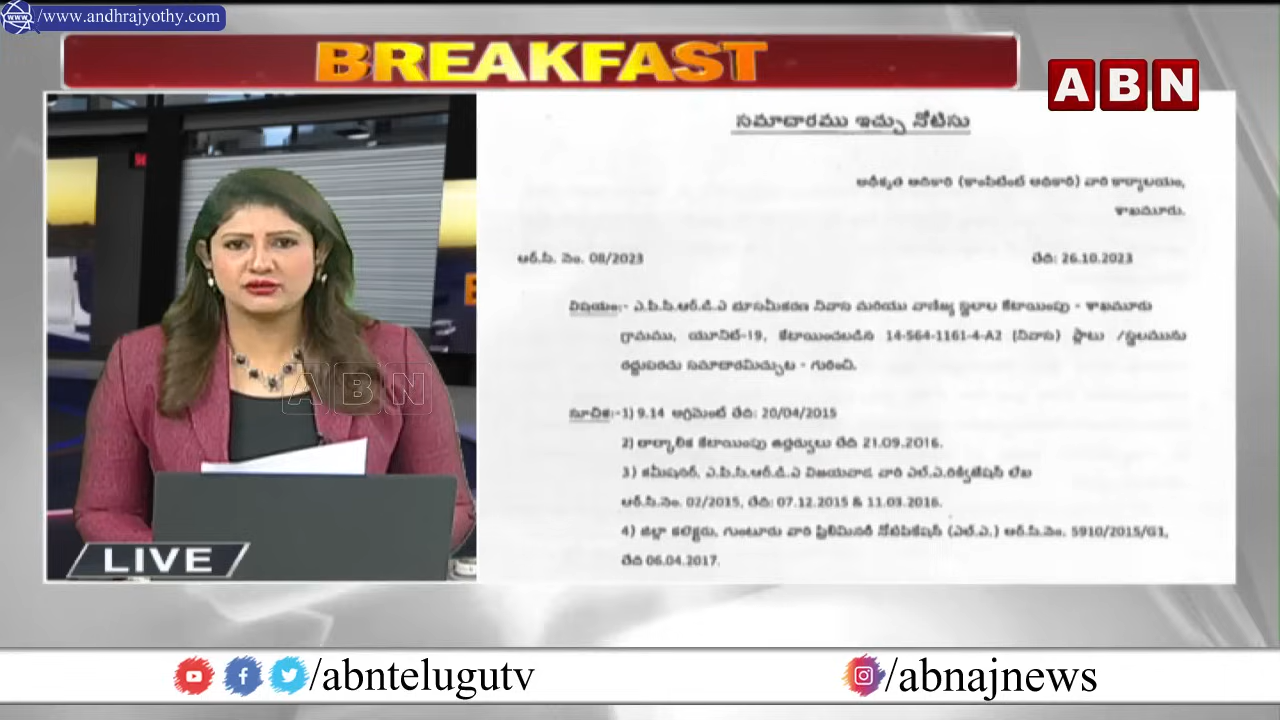 /www.andhrajyothy.com
BREAKFAST
ABN
సమాచారము ఇచ్చు నోటీసు
అధీకృత అధికారి (కాంపిటెంట్ అధికారి) వారి కార్యాలయం,
శాఖమూరు.
ఆర్.సి. నెం. 08/2023
తేది: 26.10.2023
విషయం:- ఎ.పి.సి.ఆర్.డి.ఎ భూసమీకరణ నివాస మరియు వాణిజ్య స్థలాల కేటాయింపు - శాఖమూరు
గ్రామము, యూనిట్-19, కేటాయించబడిన 14-564-1161-4-A2 (నివాస) ప్లాటు /స్థలమును
రద్దుపరచు సమాచారమిచ్చుట - గురించి.
సూచిక:-1) 9.14 అగ్రిమెంట్ తేది: 20/04/2015
2) తాత్కాలిక కేటాయింపు ఉత్తర్వులు తేది 21.09.2016.
3) కమీషనర్, ఎ.పి.సి.ఆర్.డి.ఎ విజయవాడ వారి ఎల్.ఎ.రిక్విజిషన్ లేఖ
ఆర్.సి.నెం. 02/2015, తేది: 07.12.2015 & 11.03.2016.
4) జిల్లా కలెక్టరు, గుంటూరు వారి ప్రిలిమినరీ నోటిఫికేషన్ (ఎల్.ఎ.) ఆర్.సి.నెం. 5910/2015/G1,
తేది 06.04.2017.
ABN
LIVE
/abntelugutv
/abnajnews